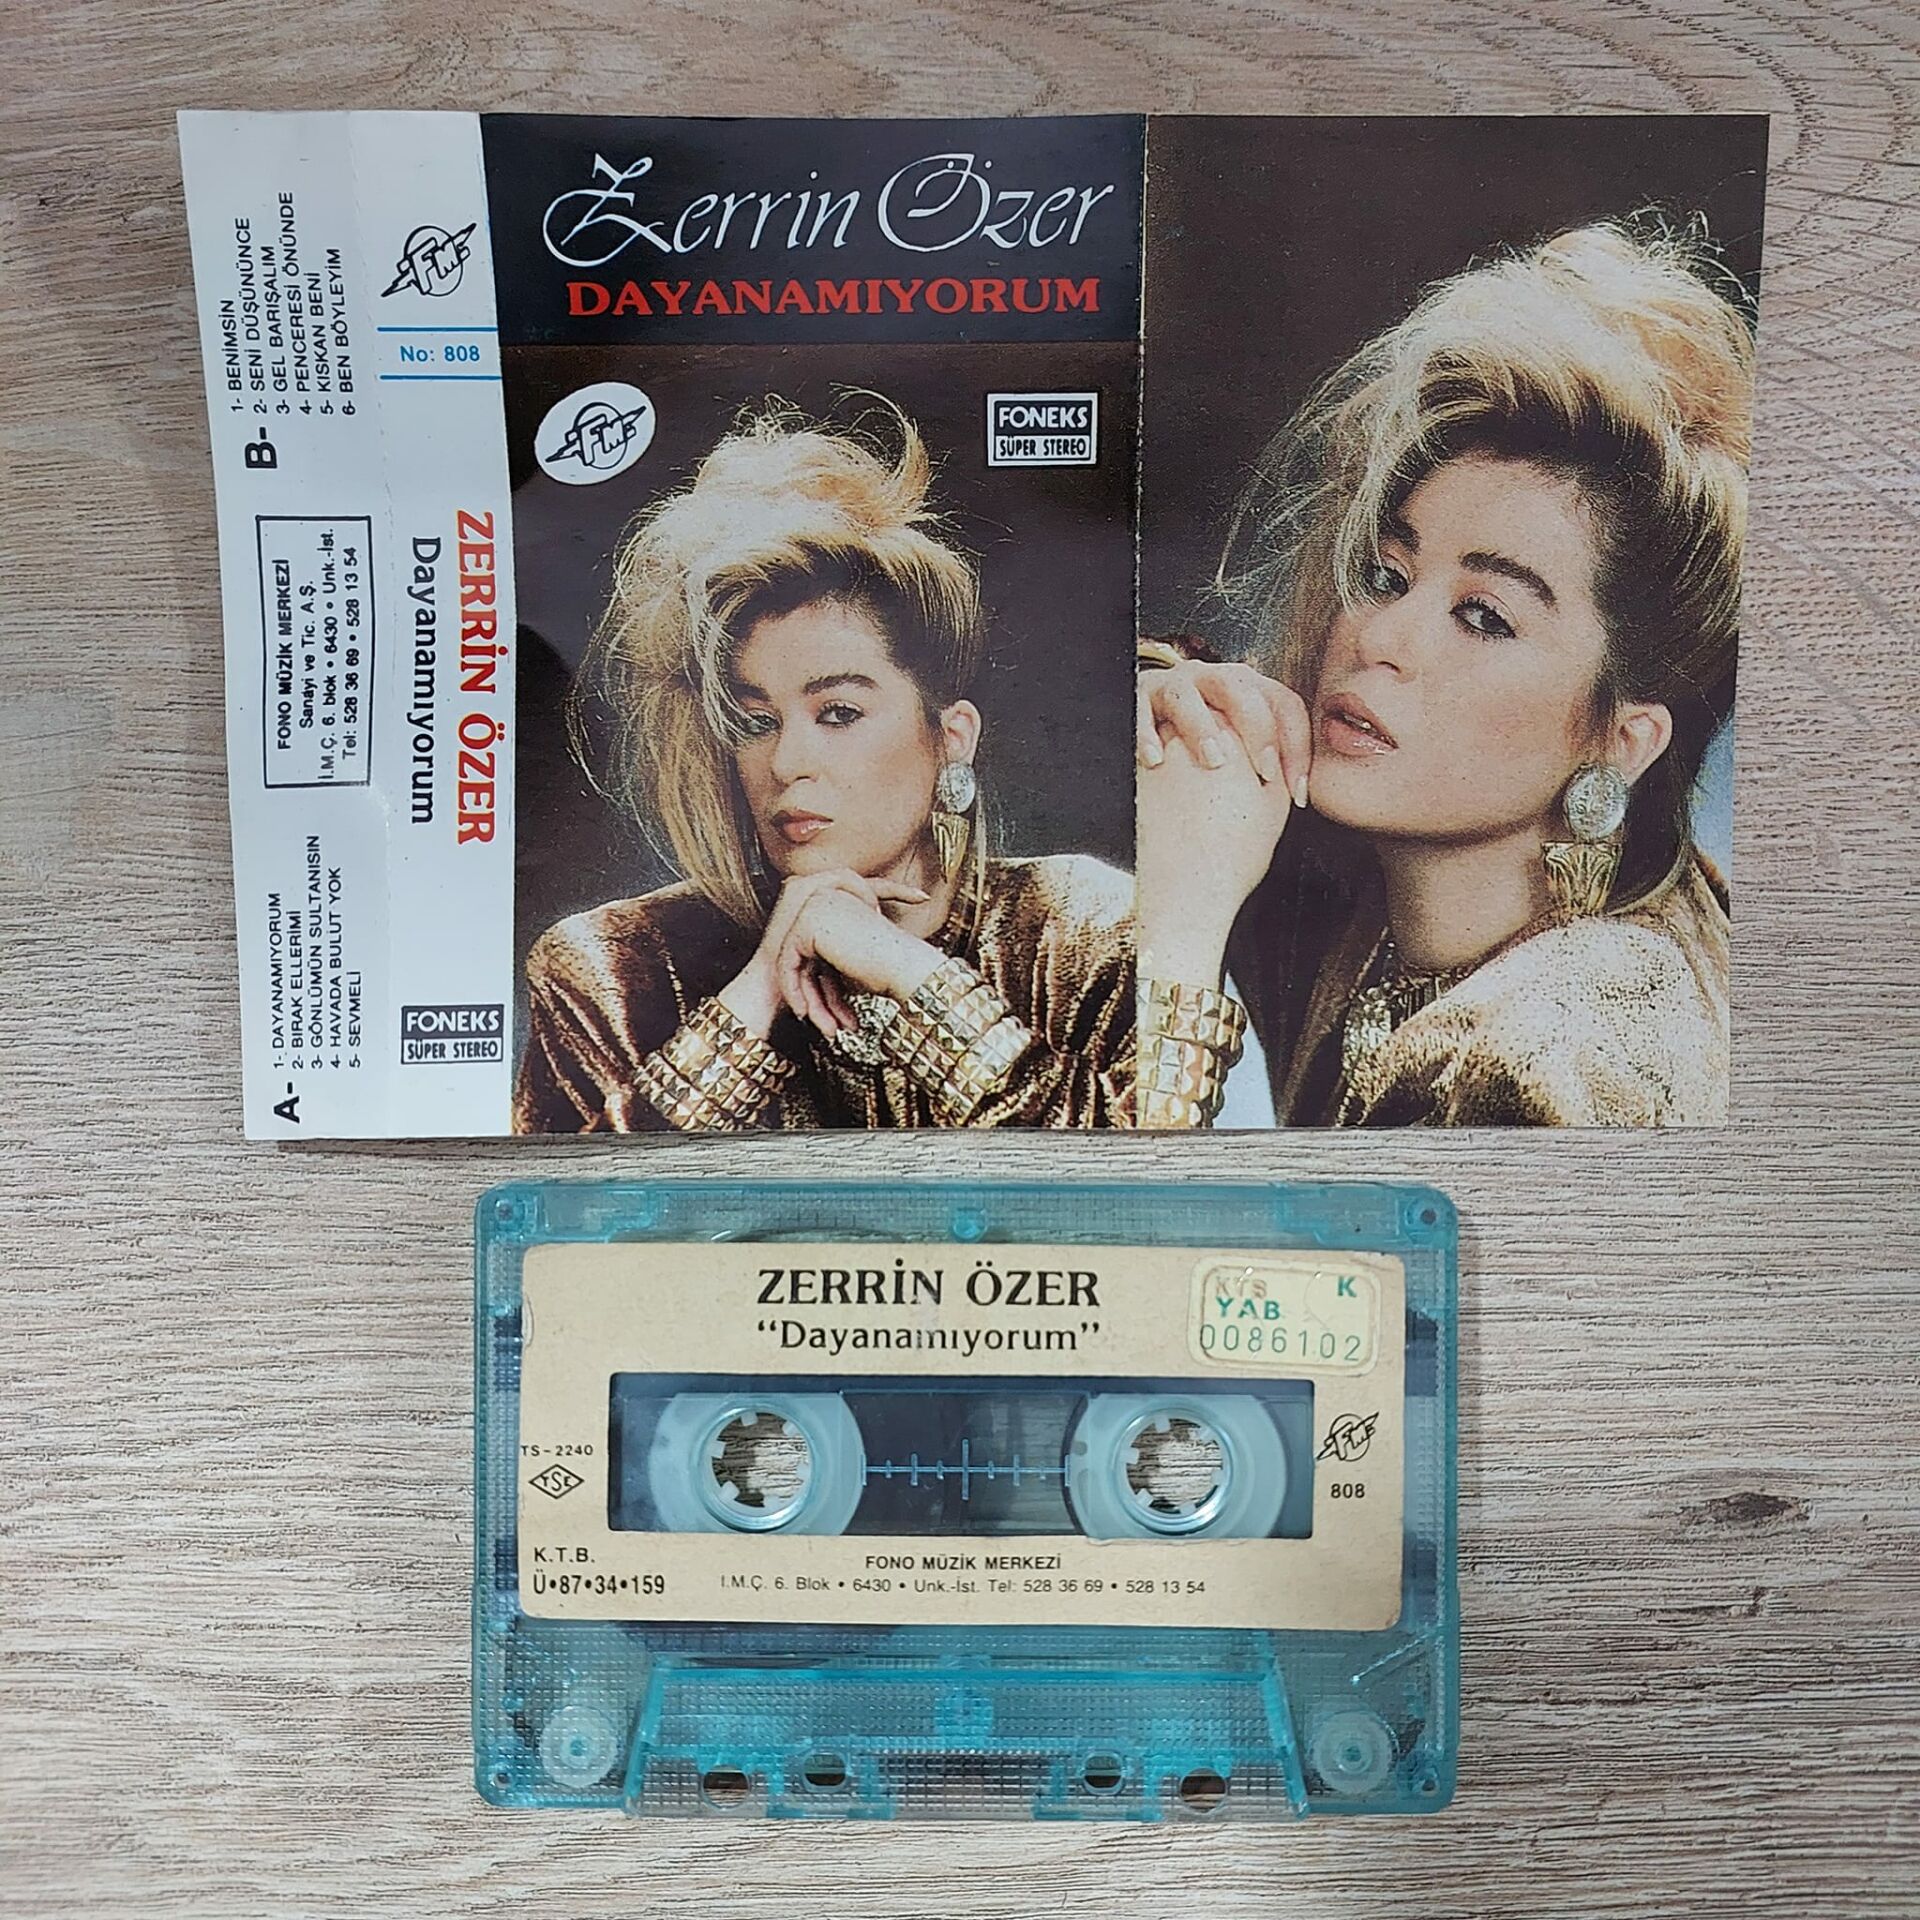 Zerrin Özer
DAYANAMIYORUM
FM
FONEKS
SÜPER STEREO
FM
No: 808
ZERRİN ÖZER
Dayanamıyorum
FONEKS
SÜPER STEREO
A-
1- DAYANAMIYORUM
2- BIRAK ELLERİMİ
3- GÖNLÜMÜN SULTANISIN
4- HAVADA BULUT YOK
5- SEVMELİ
FONO MÜZİK MERKEZİ
Sanayi ve Tic. A.Ş.
İ.M.Ç. 6. blok • 6430 • Unk.-İst.
Tel: 528 36 69 • 528 13 54
B-
1- BENİMSİN
2- SENİ DÜŞÜNÜNCE
3- GEL BARIŞALIM
4- PENCERESİ ÖNÜNDE
5- KISKAN BENİ
6- BEN BÖYLEYİM
ZERRİN ÖZER
“Dayanamıyorum”
K
YAB
0086102
TS-2240
TSE
FM
808
K.T.B.
Ü•87•34•159
FONO MÜZİK MERKEZİ
İ.M.Ç. 6. Blok • 6430 • Unk.-İst. Tel: 528 36 69 • 528 13 54